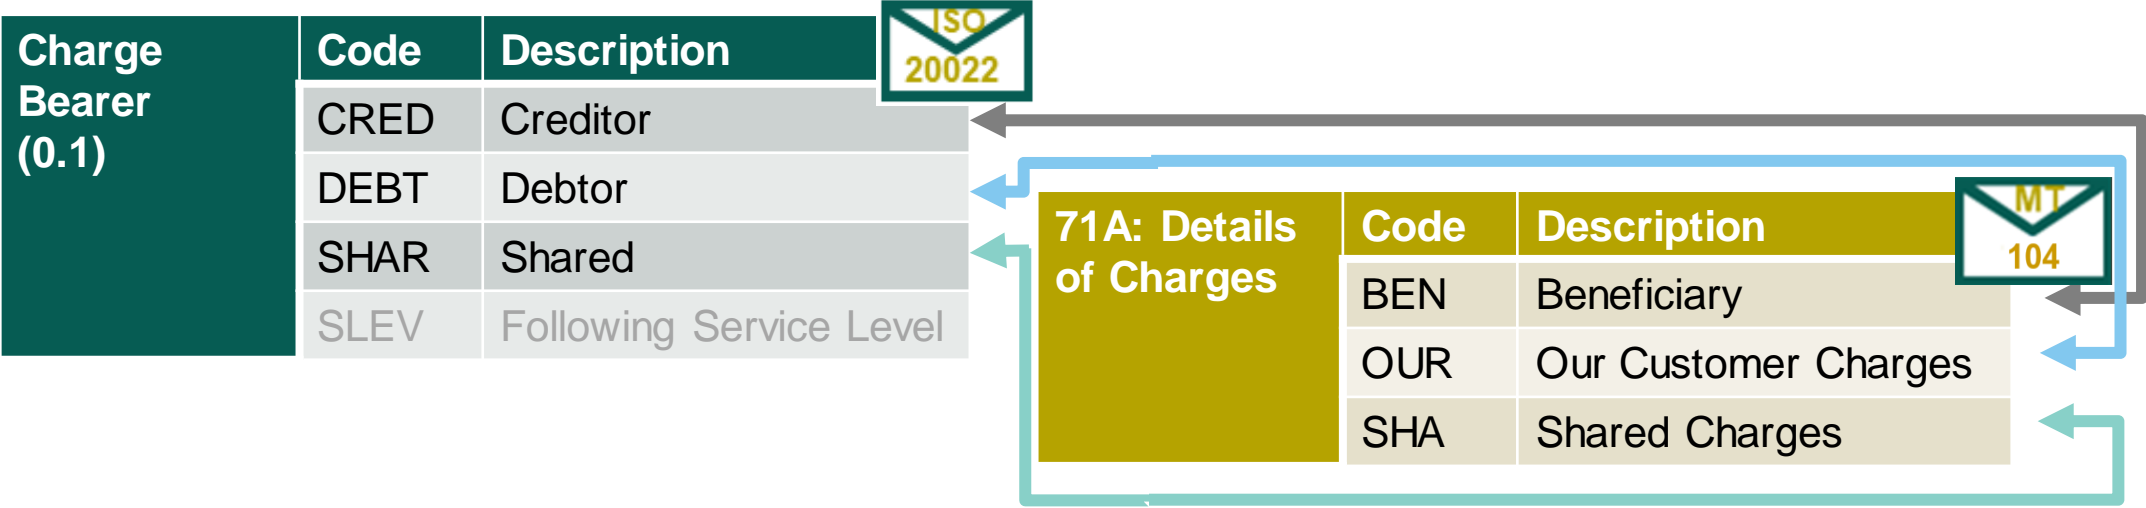 Charge
Bearer
(0.1)
Code Description
CRED Creditor
DEBT Debtor
SHAR Shared
SLEV Following Service Level
ISO
20022
71A: Details
of Charges
Code Description
BEN Beneficiary
OUR Our Customer Charges
SHA Shared Charges
MT
104